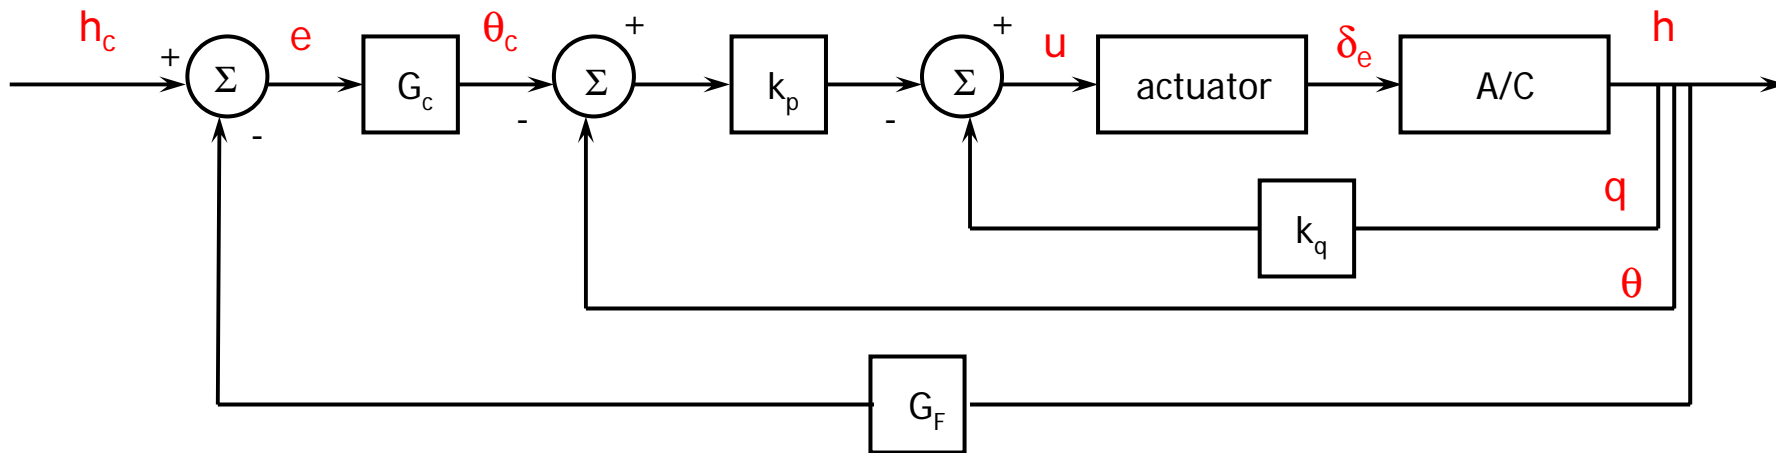 h_c + Σ - e G_c θ_c - Σ + k_p - Σ + u actuator δ_e A/C h
k_q q
θ
G_F